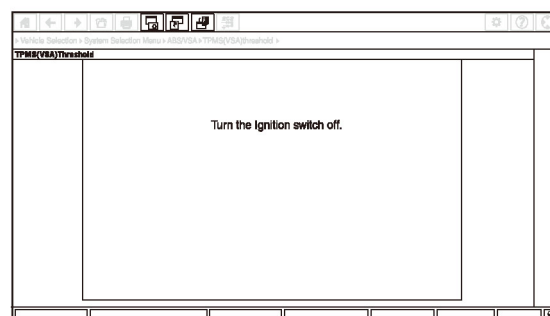 ▸ Vehicle Selection ▸ System Selection Menu ▸ ABS/VSA ▸ TPMS(VSA)threshold ▸
TPMS(VSA)Threshold
Turn the Ignition switch off.